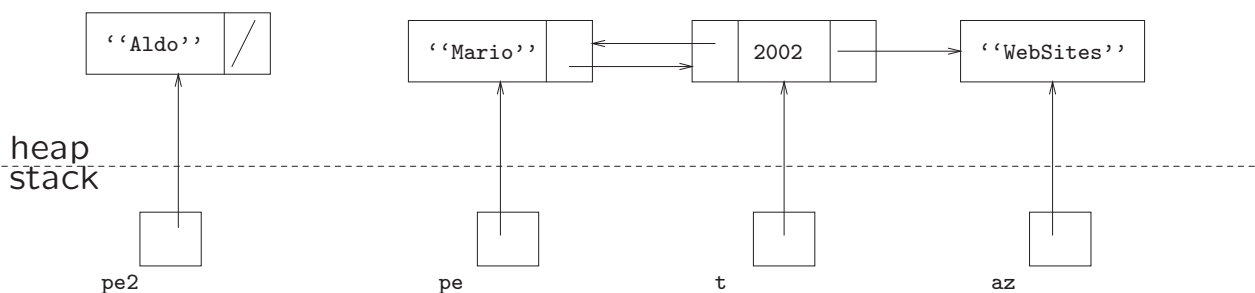 ‘‘Aldo’’ ‘‘Mario’’ 2002 ‘‘WebSites’’
heap
stack
pe2 pe t az